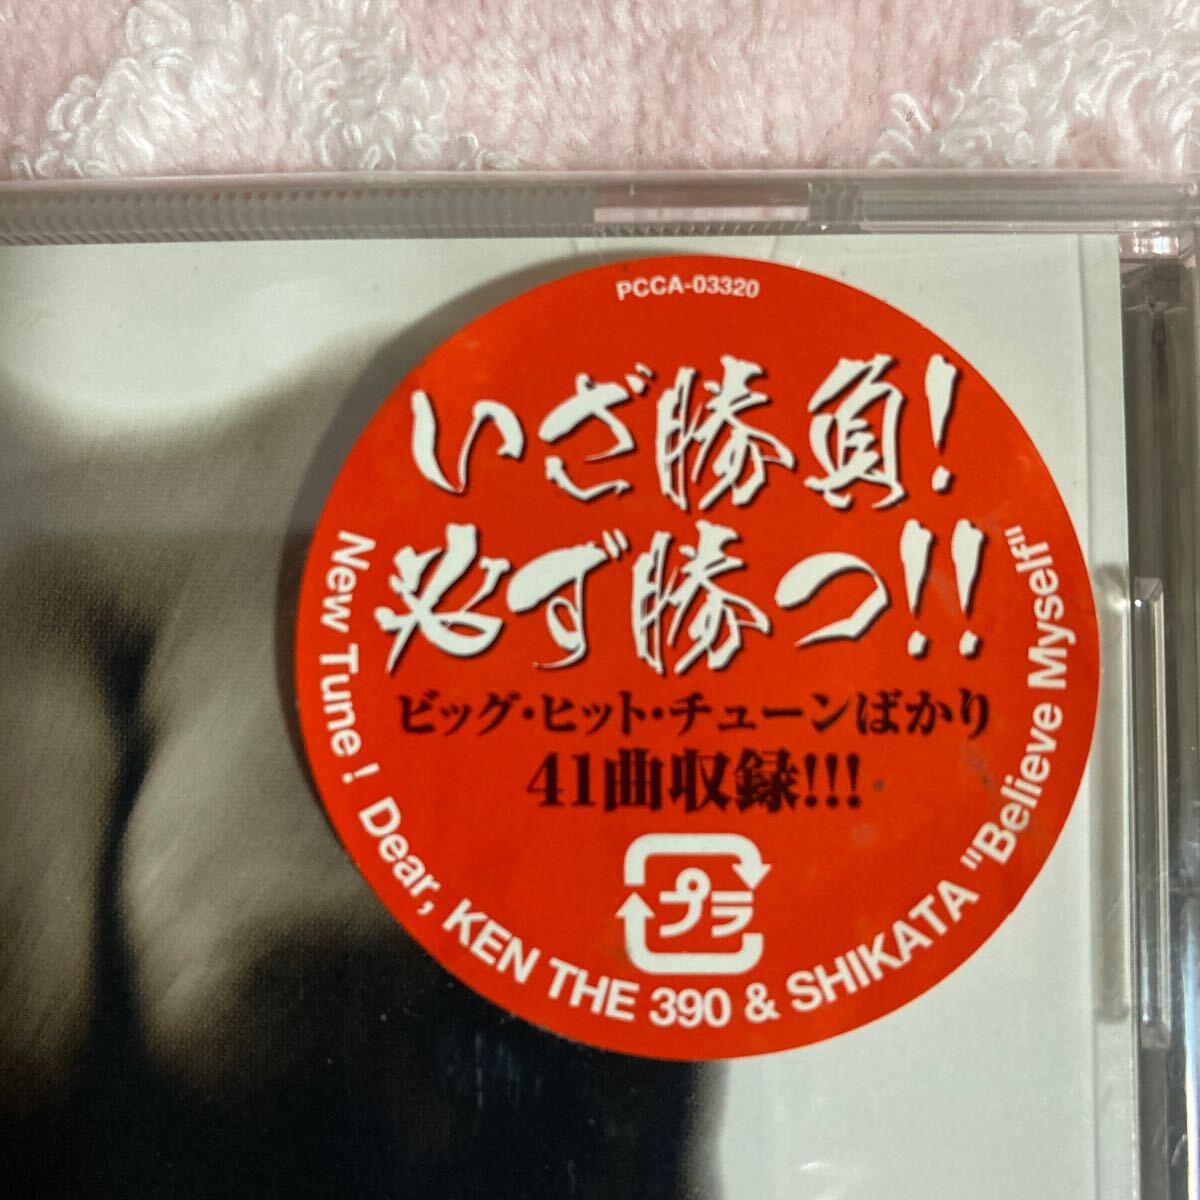 PCCA-03320
いざ勝負!
必ず勝つ!!
ビッグ・ヒット・チューンばかり
41曲収録!!!
プラ
New Tune ! Dear, KEN THE 390 & SHIKATA "Believe Myself"